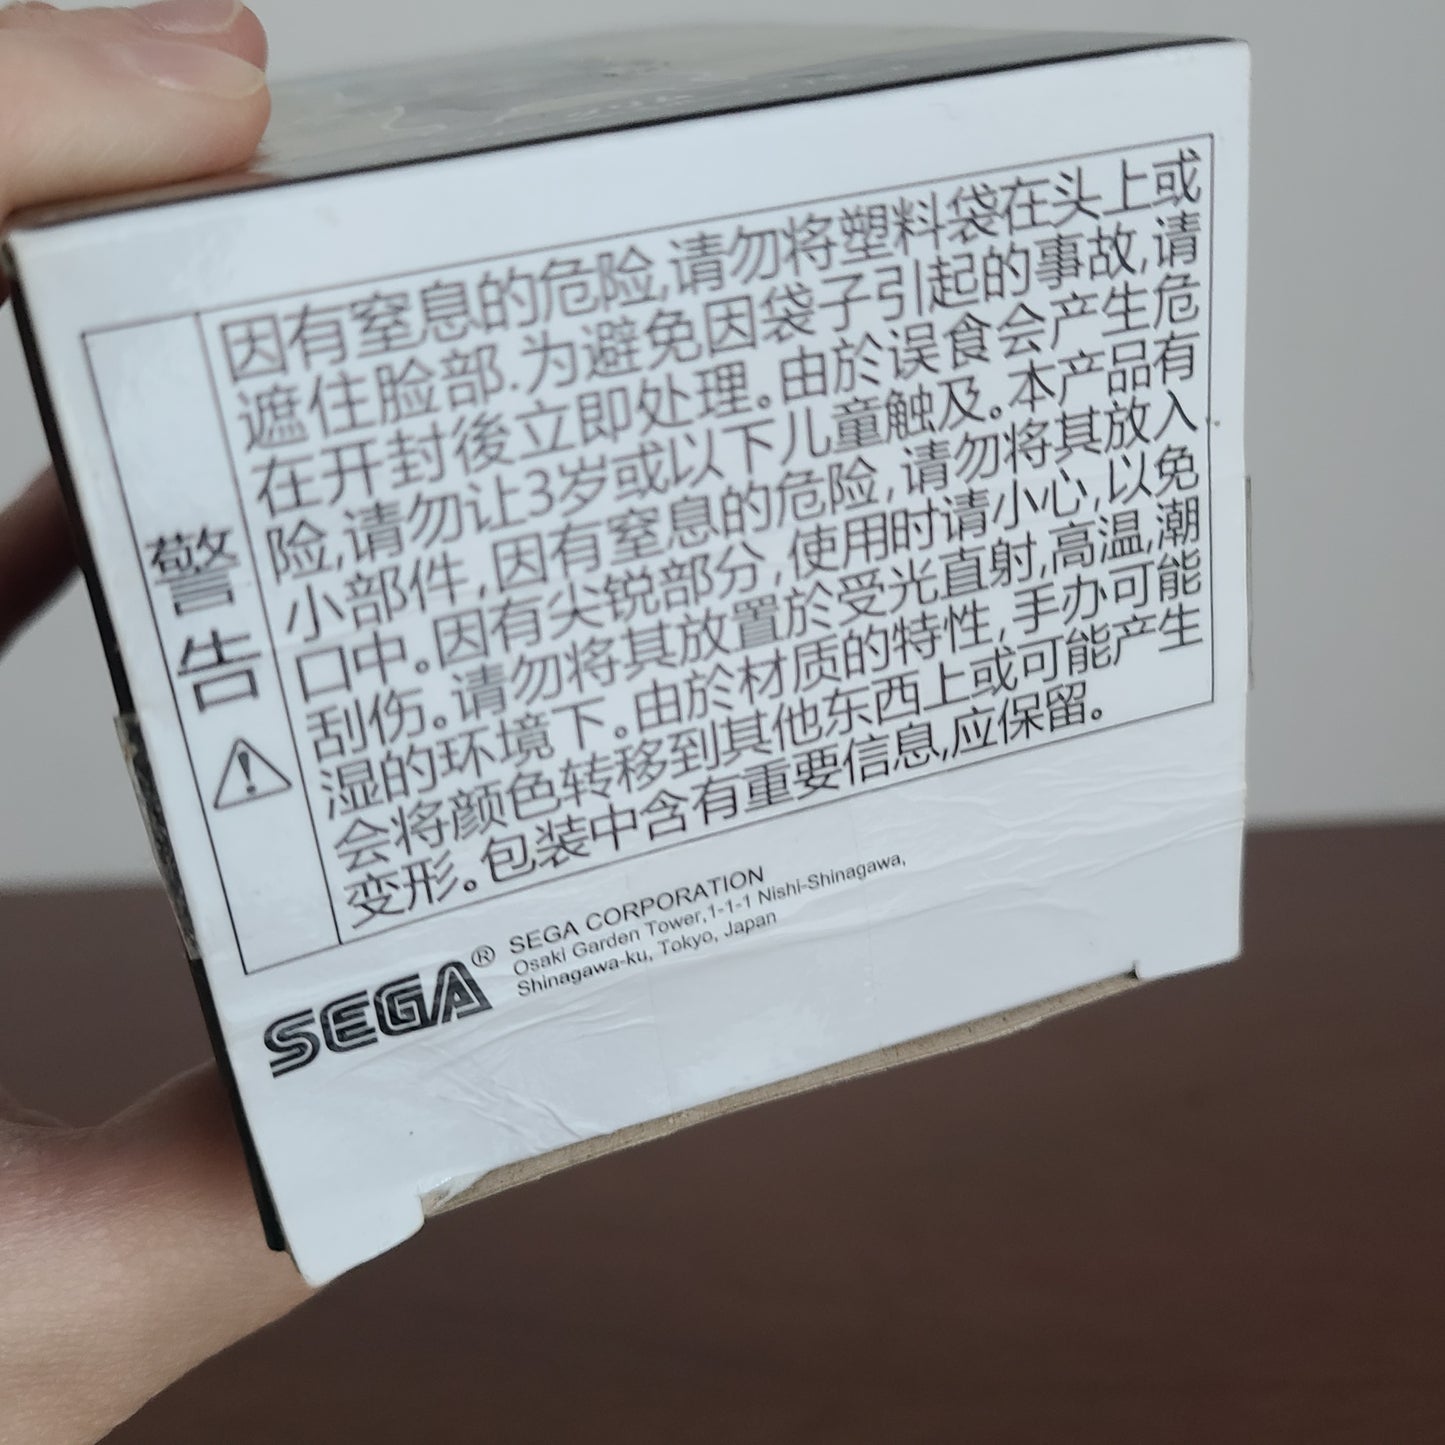 警告
因有窒息的危险,请勿将塑料袋在头上或
遮住脸部.为避免因袋子引起的事故,请
在开封後立即处理。由於误食会产生危
险,请勿让3岁或以下儿童触及。本产品有
小部件,因有窒息的危险,请勿将其放入
口中。因有尖锐部分,使用时请小心,以免
刮伤。请勿将其放置於受光直射,高温,潮
湿的环境下。由於材质的特性,手办可能
会将颜色转移到其他东西上或可能产生
变形。包装中含有重要信息,应保留。
SEGA®
SEGA CORPORATION
Osaki Garden Tower,1-1-1 Nishi-Shinagawa,
Shinagawa-ku, Tokyo, Japan